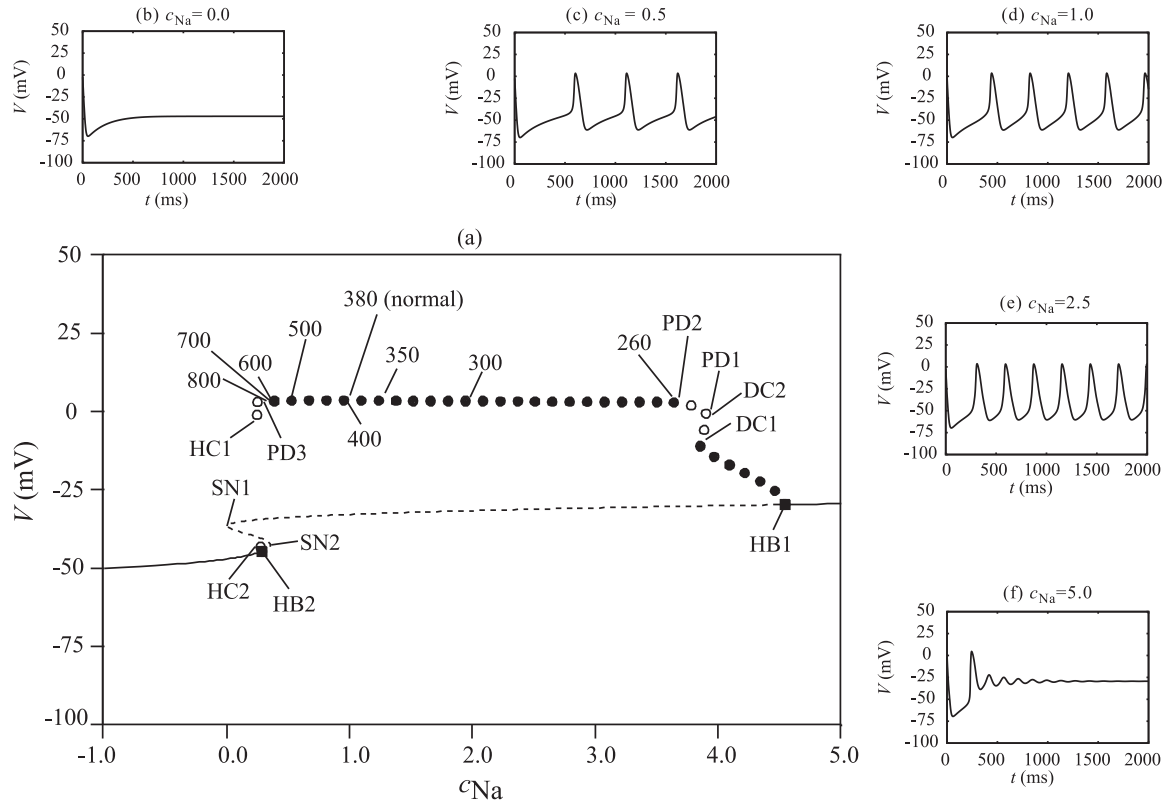 (b) cNa= 0.0
(c) cNa= 0.5
(d) cNa=1.0
50
25
0
-25
-50
-75
-100
V (mV)
0 500 1000 1500 2000
t (ms)
50
25
0
-25
-50
-75
-100
V (mV)
0 500 1000 1500 2000
t (ms)
50
25
0
-25
-50
-75
-100
V (mV)
0 500 1000 1500 2000
t (ms)
(a)
50
25
0
-25
-50
-75
-100
V (mV)
-1.0 0.0 1.0 2.0 3.0 4.0 5.0
cNa
380 (normal)
500
700
600
800
350
300
400
260
PD2
PD1
DC2
DC1
HC1
PD3
SN1
SN2
HC2
HB2
HB1
(e) cNa=2.5
50
25
0
-25
-50
-75
-100
V (mV)
0 500 1000 1500 2000
t (ms)
(f) cNa=5.0
50
25
0
-25
-50
-75
-100
V (mV)
0 500 1000 1500 2000
t (ms)